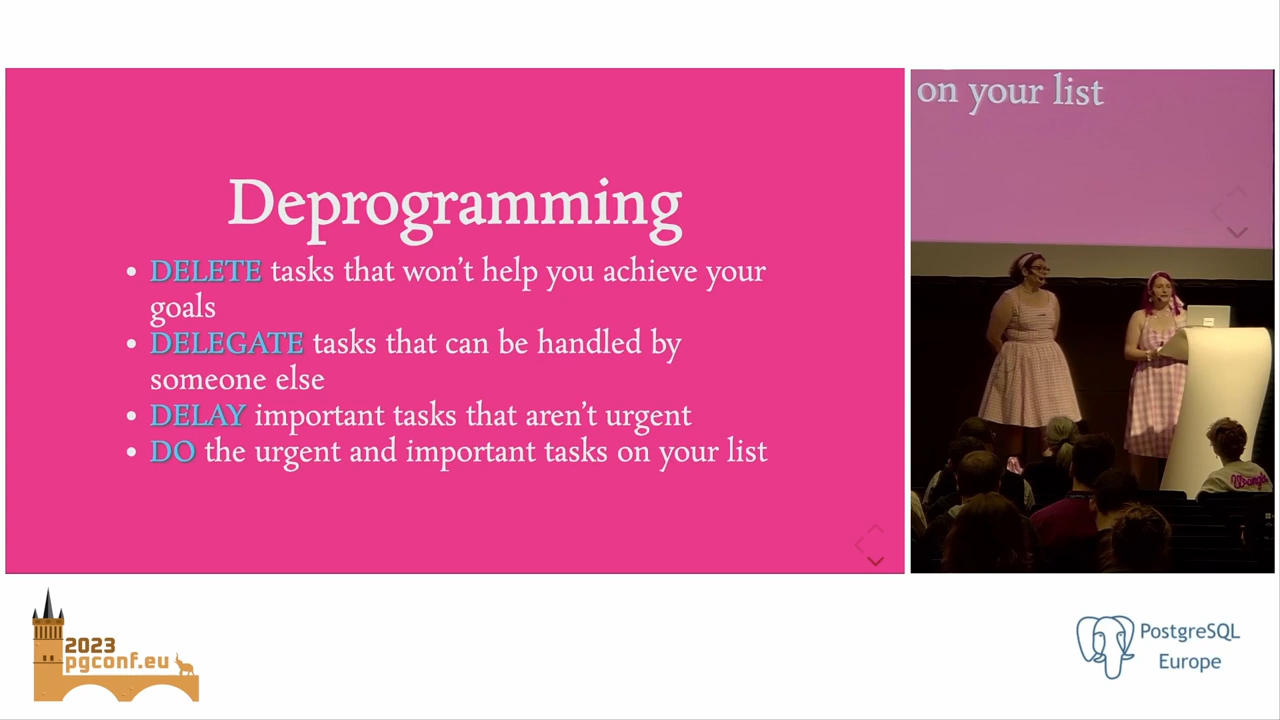 Deprogramming
• DELETE tasks that won't help you achieve your
goals
• DELEGATE tasks that can be handled by
someone else
• DELAY important tasks that aren't urgent
• DO the urgent and important tasks on your list
on your list
2023
pgconf.eu
PostgreSQL
Europe